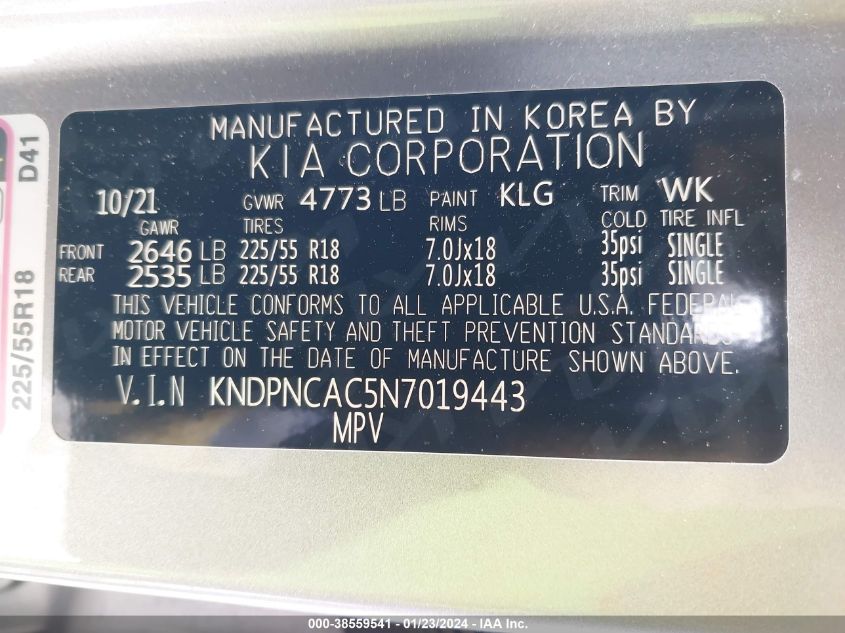 MANUFACTURED IN KOREA BY
KIA CORPORATION
10/21 GVWR 4773 LB PAINT KLG TRIM WK
GAWR TIRES RIMS COLD TIRE INFL
FRONT 2646 LB 225/55 R18 7.0Jx18 35psi SINGLE
REAR 2535 LB 225/55 R18 7.0Jx18 35psi SINGLE
THIS VEHICLE CONFORMS TO ALL APPLICABLE U.S.A. FEDERAL
MOTOR VEHICLE SAFETY AND THEFT PREVENTION STANDARDS
IN EFFECT ON THE DATE OF MANUFACTURE SHOWN ABOVE.
V.I.N KNDPNCAC5N7019443
MPV
225/55R18 D41
000-38559541 - 01/23/2024 - IAA Inc.